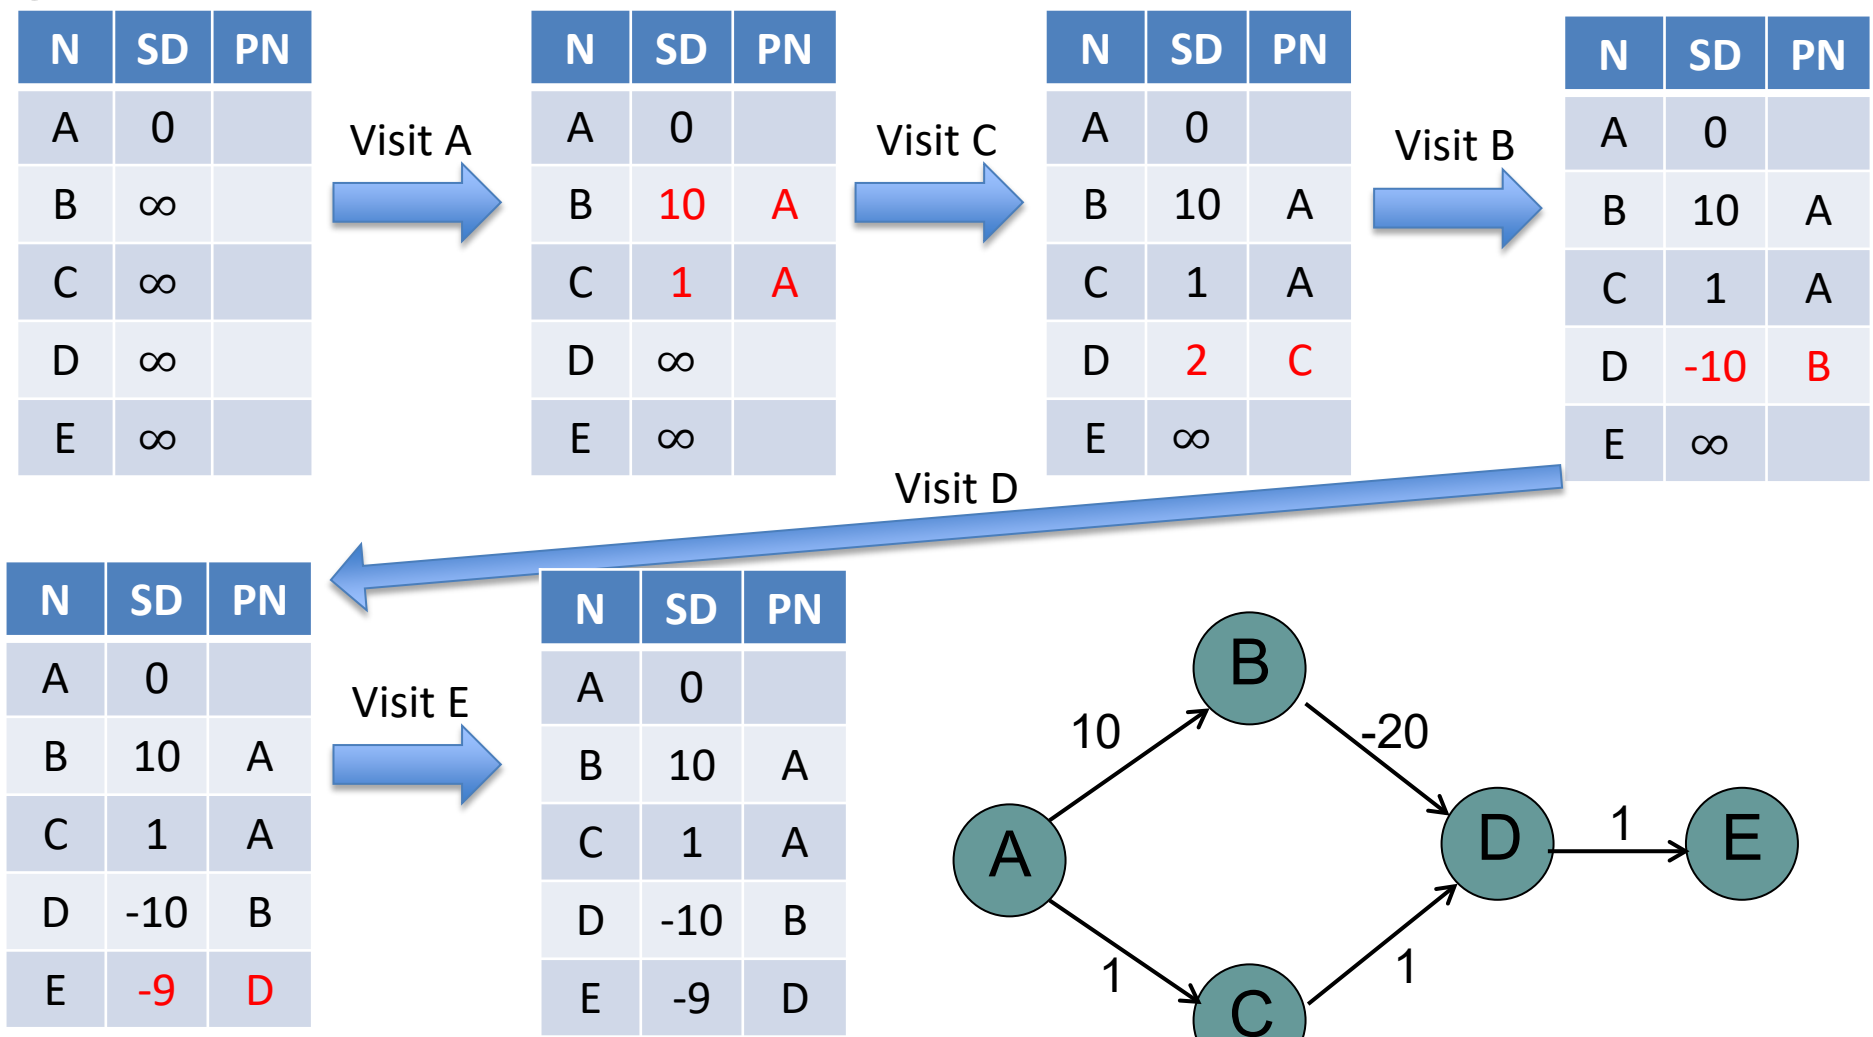 N SD PN
A 0
B ∞
C ∞
D ∞
E ∞
Visit A
N SD PN
A 0
B 10 A
C 1 A
D ∞
E ∞
Visit C
N SD PN
A 0
B 10 A
C 1 A
D 2 C
E ∞
Visit B
N SD PN
A 0
B 10 A
C 1 A
D -10 B
E ∞
Visit D
N SD PN
A 0
B 10 A
C 1 A
D -10 B
E -9 D
Visit E
N SD PN
A 0
B 10 A
C 1 A
D -10 B
E -9 D
B
10
-20
A
D
1
E
1
1
C